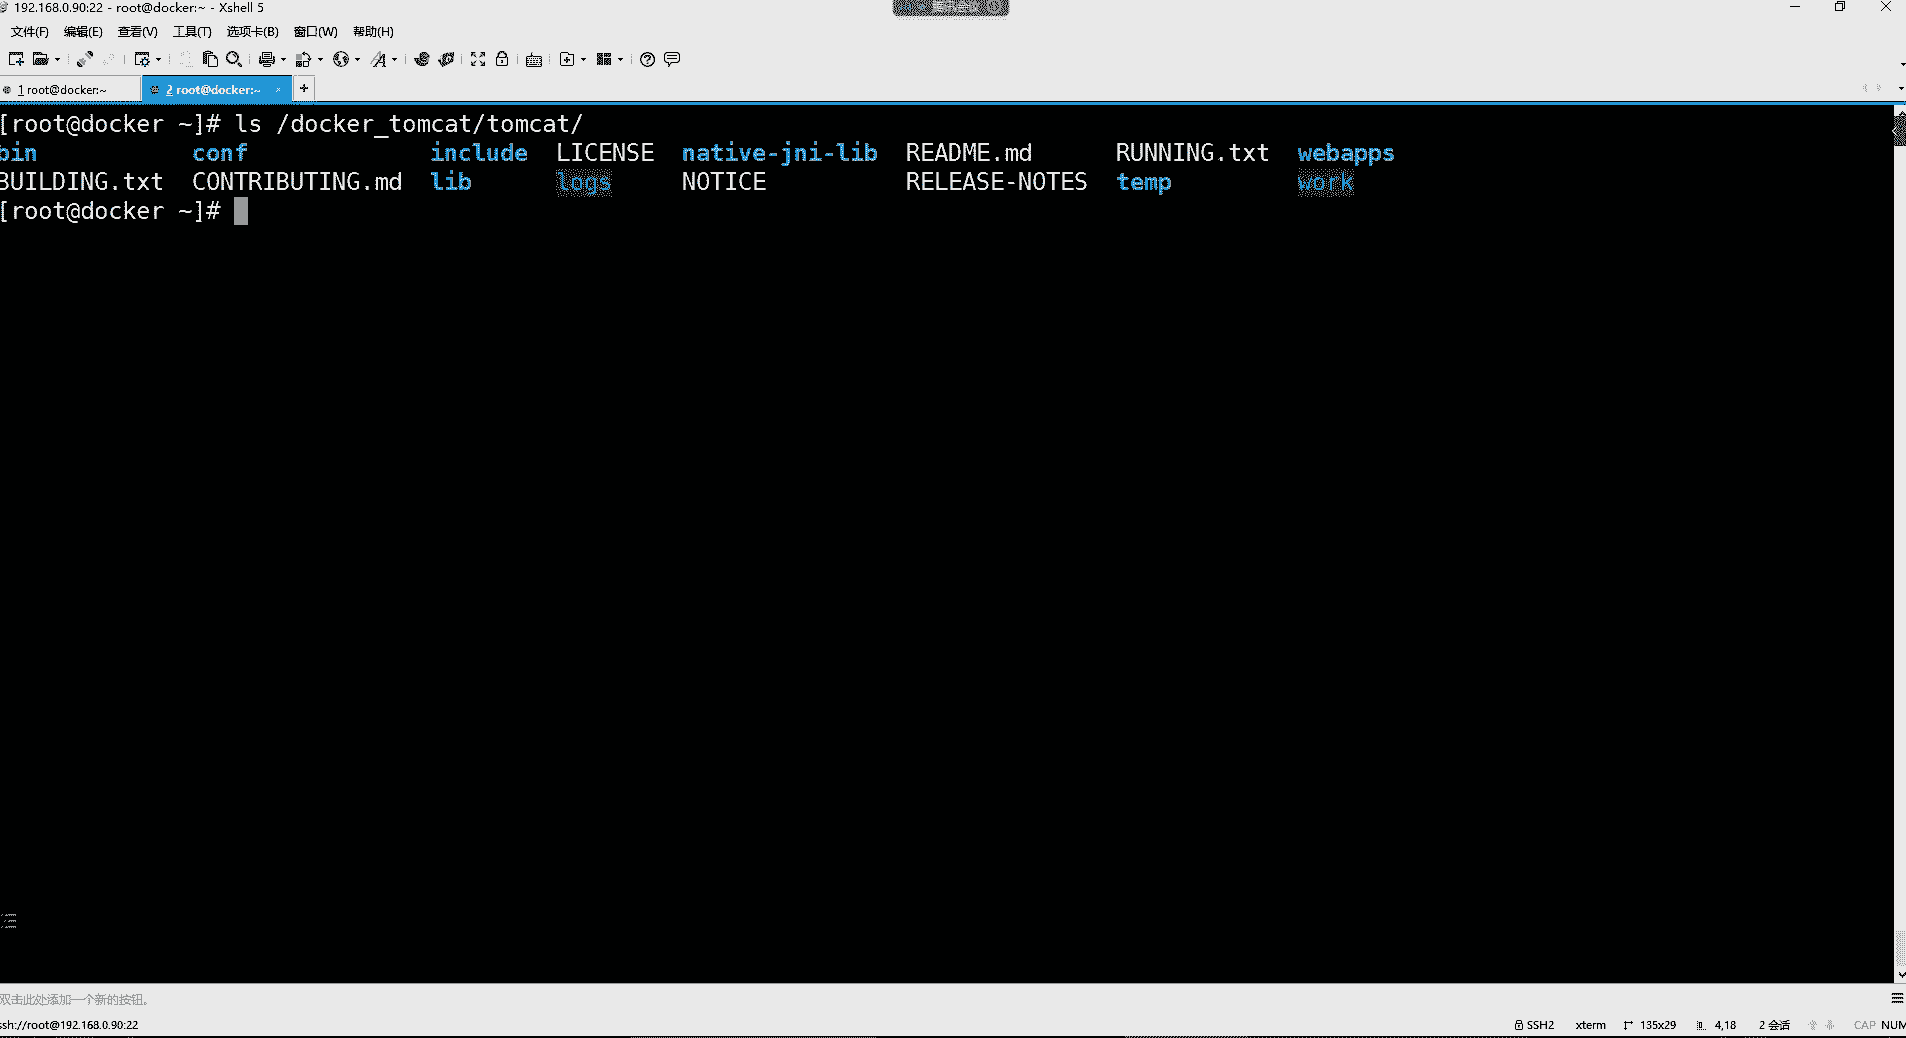 192.168.0.90:22 - root@docker:~ - Xshell 5
文件(F) 编辑(E) 查看(V) 工具(T) 选项卡(B) 窗口(W) 帮助(H)
1 root@docker:~ 2 root@docker:~ × +
[root@docker ~]# ls /docker_tomcat/tomcat/
bin conf include LICENSE native-jni-lib README.md RUNNING.txt webapps
BUILDING.txt CONTRIBUTING.md lib logs NOTICE RELEASE-NOTES temp work
[root@docker ~]#
双击此处添加一个新的按钮。
ssh://root@192.168.0.90:22 SSH2 xterm 135x29 4,18 2 会话 CAP NUM